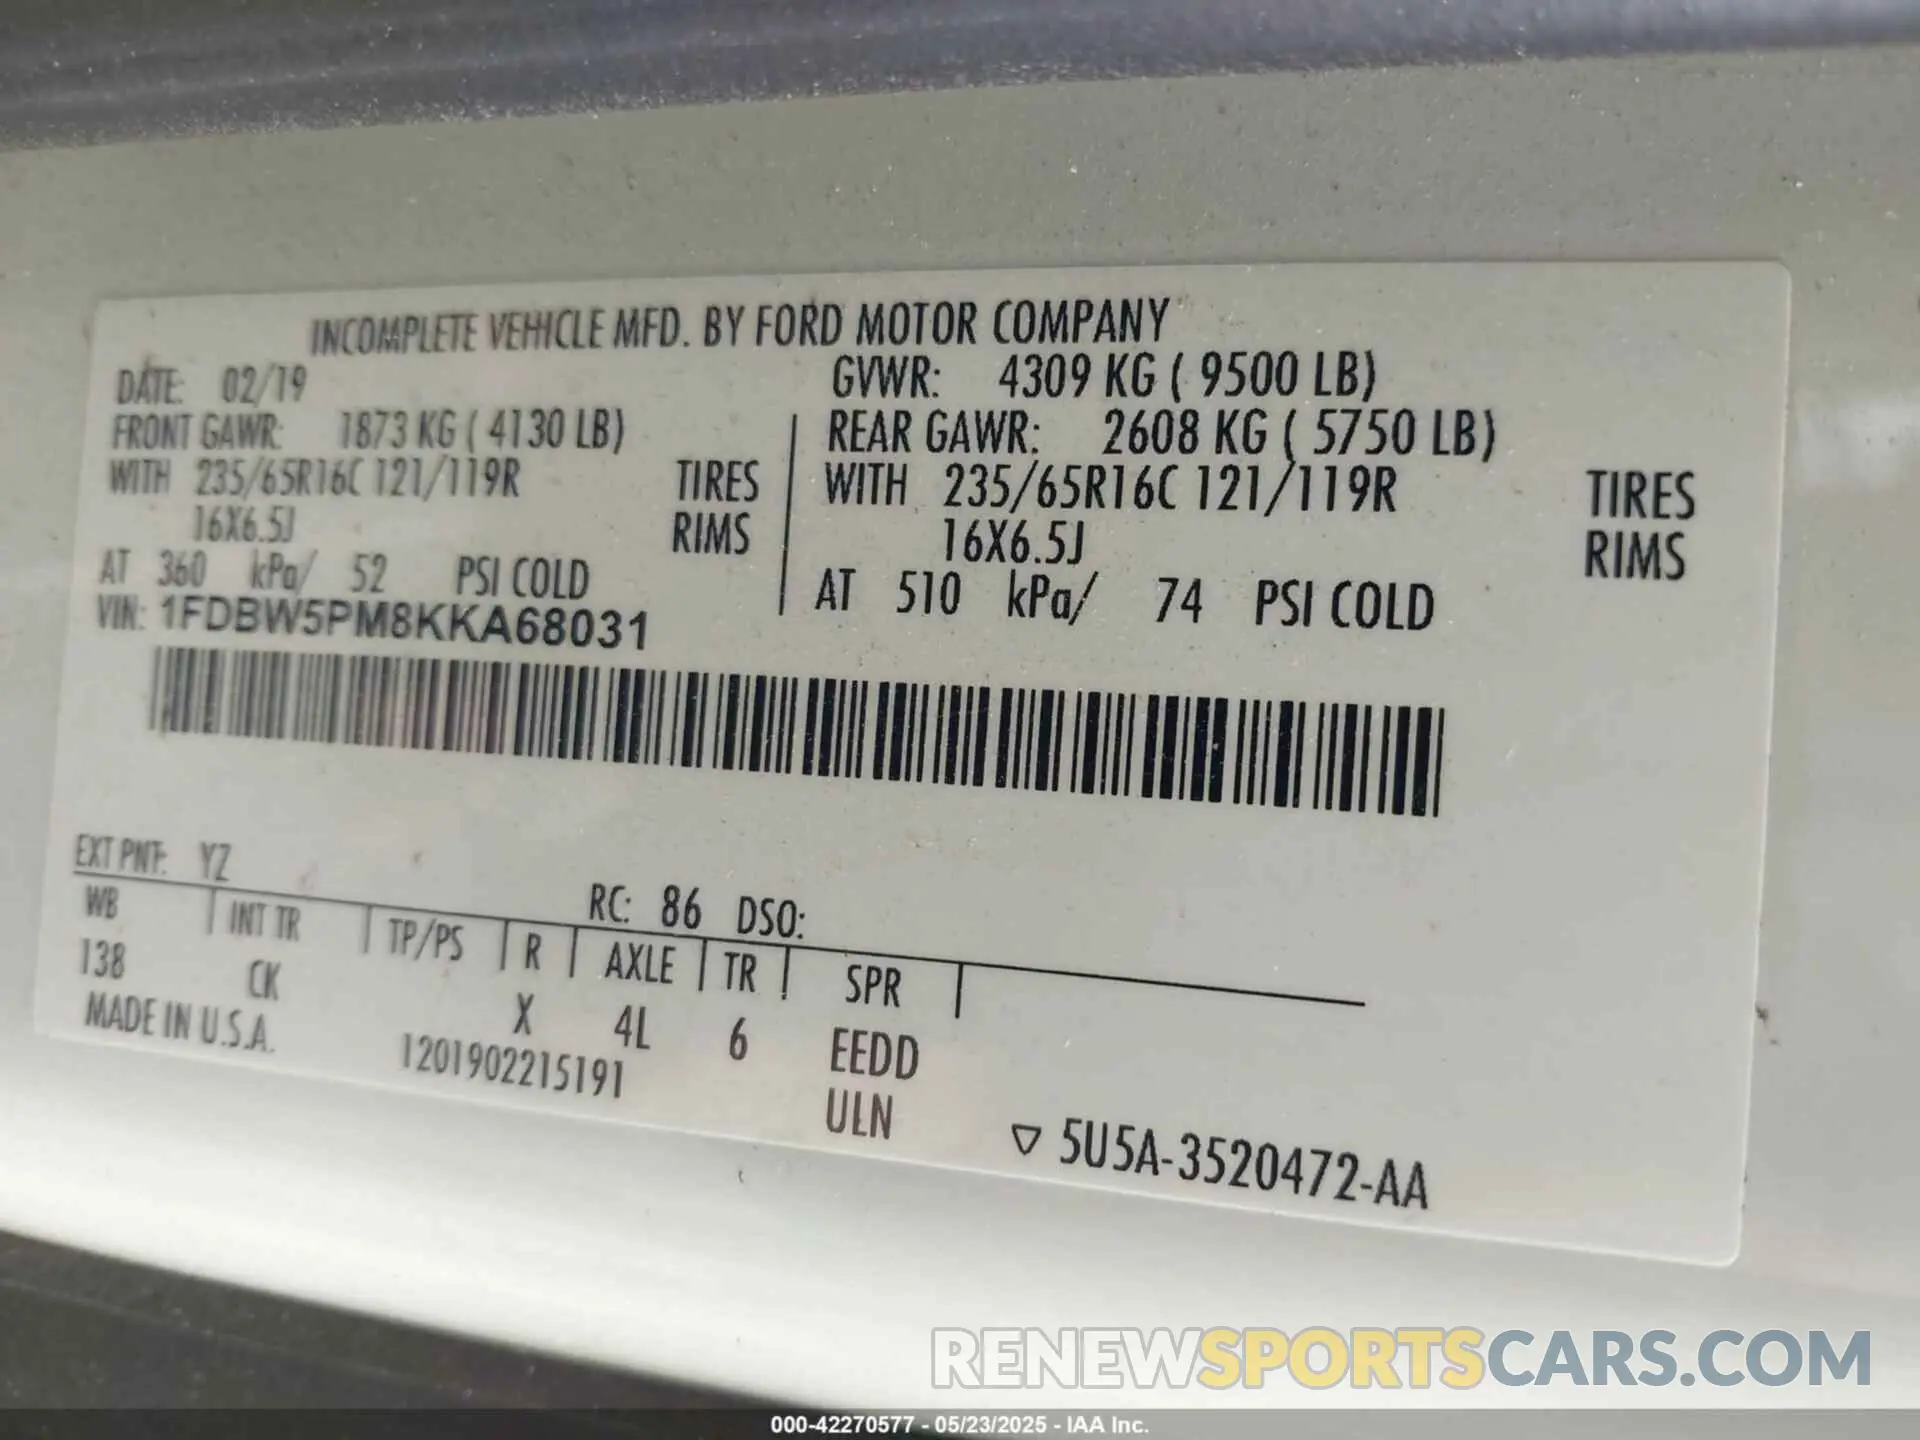 INCOMPLETE VEHICLE MFD. BY FORD MOTOR COMPANY
DATE: 02/19 GVWR: 4309 KG ( 9500 LB)
FRONT GAWR: 1873 KG ( 4130 LB) REAR GAWR: 2608 KG ( 5750 LB)
WITH 235/65R16C 121/119R TIRES WITH 235/65R16C 121/119R TIRES
16X6.5J RIMS 16X6.5J RIMS
AT 360 kPa/ 52 PSI COLD AT 510 kPa/ 74 PSI COLD
VIN: 1FDBW5PM8KKA68031
EXT PNT: YZ RC: 86 DSO:
WB INT TR TP/PS R AXLE TR SPR
138 CK X 4L 6 EEDD
MADE IN U.S.A. 1201902215191 ULN
▽ 5U5A-3520472-AA
RENEWSPORTSCARS.COM
000-42270577 - 05/23/2025 - IAA Inc.